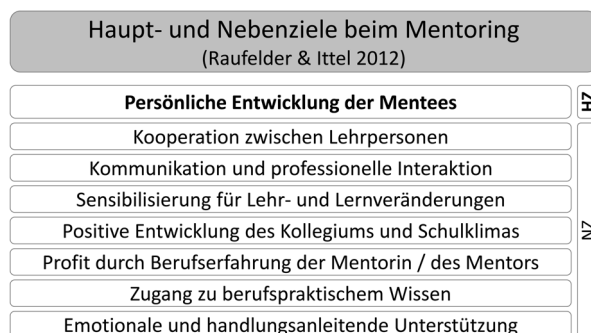 Haupt- und Nebenziele beim Mentoring
(Raufelder & Ittel 2012)
Persönliche Entwicklung der Mentees
HZ
Kooperation zwischen Lehrpersonen
Kommunikation und professionelle Interaktion
Sensibilisierung für Lehr- und Lernveränderungen
Positive Entwicklung des Kollegiums und Schulklimas
NZ
Profit durch Berufserfahrung der Mentorin / des Mentors
Zugang zu berufspraktischem Wissen
Emotionale und handlungsanleitende Unterstützung